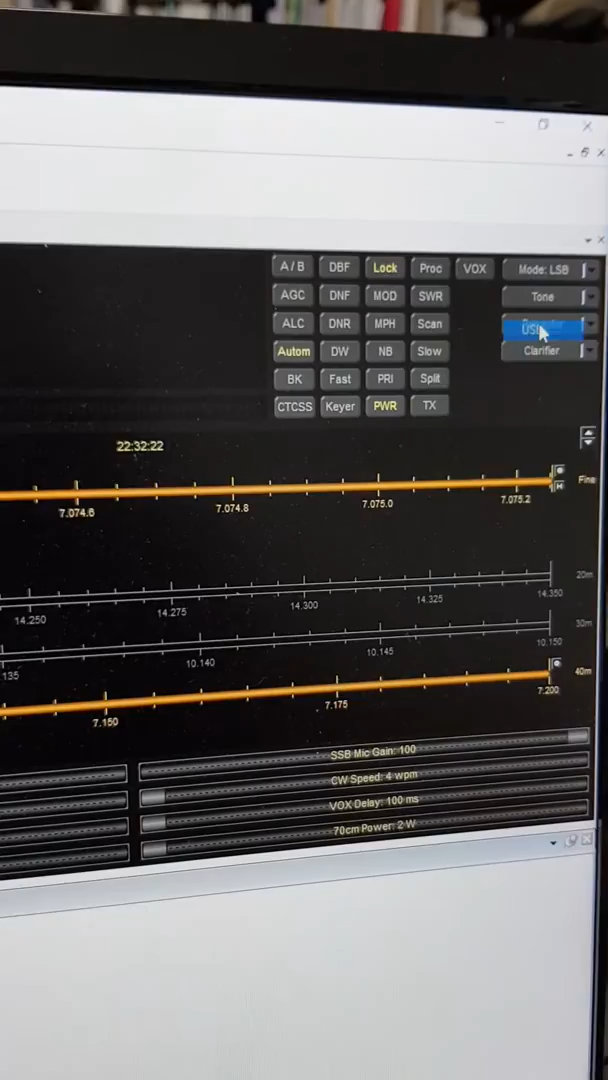 A / B DBF Lock Proc VOX Mode: LSB
AGC DNF MOD SWR Tone
ALC DNR MPH Scan
Autom DW NB Slow Clarifier
BK Fast PRI Split
CTCSS Keyer PWR TX
22:32:22
Fine
7.074.6 7.074.8 7.075.0 7.075.2
20m
14.250 14.275 14.300 14.325 14.350
30m
.135 10.140 10.145 10.150
40m
7.150 7.175 7.200
SSB Mic Gain: 100
CW Speed: 4 wpm
VOX Delay: 100 ms
70cm Power: 2 W